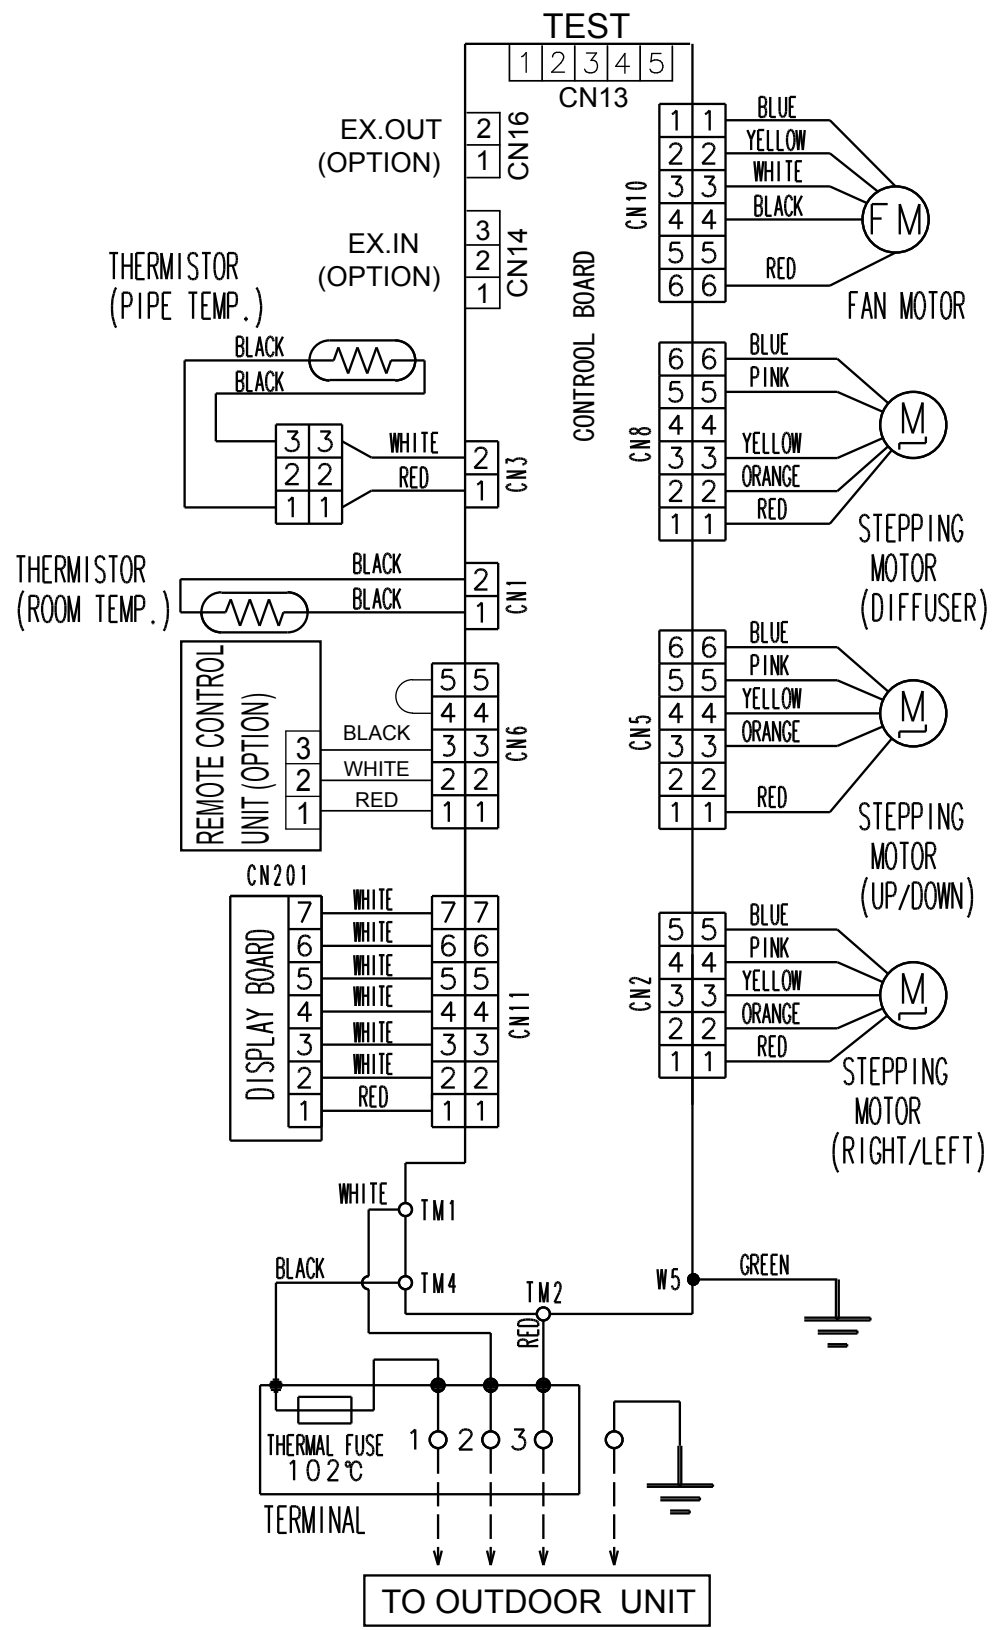 TEST
1 2 3 4 5
CN13
EX.OUT
(OPTION)
2
1
CN16
EX.IN
(OPTION)
3
2
1
CN14
CONTROOL BOARD
THERMISTOR
(PIPE TEMP.)
BLACK
BLACK
3 3
2 2
1 1
WHITE
RED
2
1
CN3
THERMISTOR
(ROOM TEMP.)
BLACK
BLACK
2
1
CN1
REMOTE CONTROL
UNIT(OPTION)
3
2
1
BLACK
WHITE
RED
5 5
4 4
3 3
2 2
1 1
CN6
CN201
DISPLAY BOARD
7 WHITE 7 7
6 WHITE 6 6
5 WHITE 5 5
4 WHITE 4 4
3 WHITE 3 3
2 WHITE 2 2
1 RED 1 1
CN11
CN10
1 1 BLUE
2 2 YELLOW
3 3 WHITE
4 4 BLACK
5 5
6 6 RED
FM
FAN MOTOR
CN8
6 6 BLUE
5 5 PINK
4 4
3 3 YELLOW
2 2 ORANGE
1 1 RED
M
STEPPING
MOTOR
(DIFFUSER)
CN5
6 6 BLUE
5 5 PINK
4 4 YELLOW
3 3 ORANGE
2 2
1 1 RED
M
STEPPING
MOTOR
(UP/DOWN)
CN2
5 5 BLUE
4 4 PINK
3 3 YELLOW
2 2 ORANGE
1 1 RED
M
STEPPING
MOTOR
(RIGHT/LEFT)
WHITE
TM1
BLACK
TM4
TM2
RED
W5
GREEN
THERMAL FUSE
102℃
1 2 3
TERMINAL
TO OUTDOOR UNIT